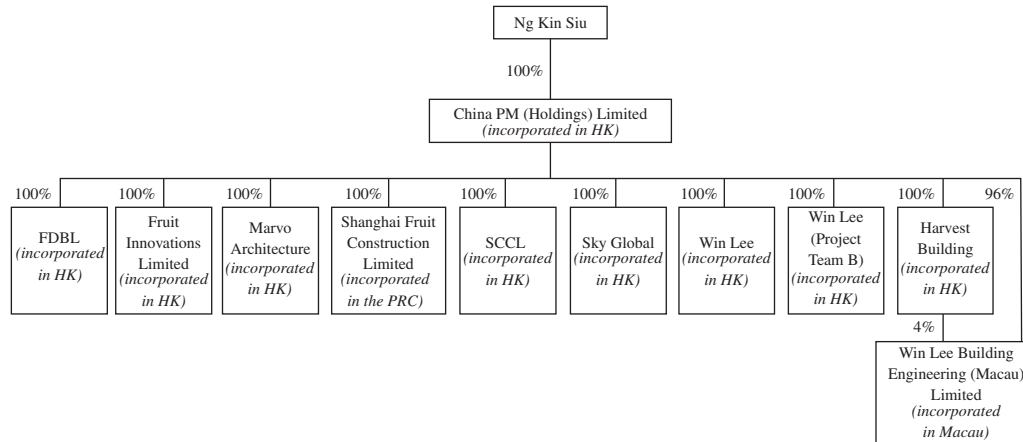 Ng Kin Siu
100%
China PM (Holdings) Limited
(incorporated in HK)
100%
FDBL
(incorporated
in HK)
100%
Fruit
Innovations
Limited
(incorporated
in HK)
100%
Marvo
Architecture
(incorporated
in HK)
100%
Shanghai Fruit
Construction
Limited
(incorporated
in the PRC)
100%
SCCL
(incorporated
in HK)
100%
Sky Global
(incorporated
in HK)
100%
Win Lee
(incorporated
in HK)
100%
Win Lee
(Project
Team B)
(incorporated
in HK)
100%
Harvest
Building
(incorporated
in HK)
96%
4%
Win Lee Building
Engineering (Macau)
Limited
(incorporated
in Macau)